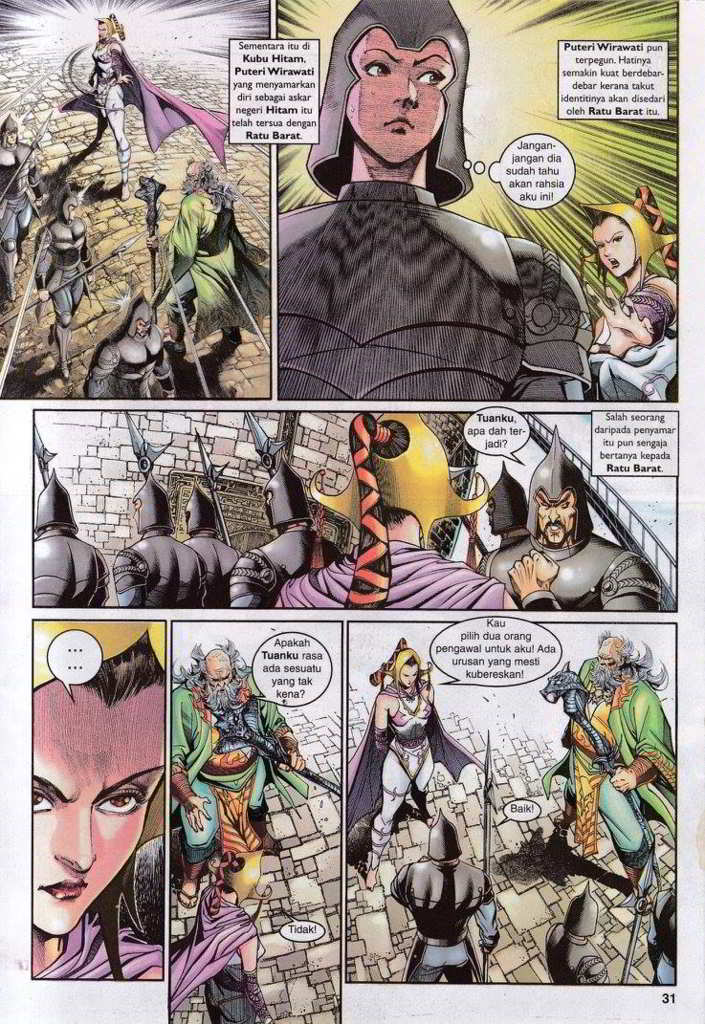 Sementara itu di
Kubu Hitam,
Puteri Wirawati
yang menyamarkan
diri sebagai askar
negeri Hitam itu
telah tersua dengan
Ratu Barat.
Puteri Wirawati pun
terpegun. Hatinya
semakin kuat berdebar-
debar kerana takut
identitinya akan disedari
oleh Ratu Barat itu.
Jangan-
jangan dia
sudah tahu
akan rahsia
aku ini!
Tuanku,
apa dah ter-
jadi?
Salah seorang
daripada penyamar
itu pun sengaja
bertanya kepada
Ratu Barat.
...
...
Apakah
Tuanku rasa
ada sesuatu
yang tak
kena?
Tidak!
Kau
pilih dua orang
pengawal untuk aku! Ada
urusan yang mesti
kubereskan!
Baik!
31